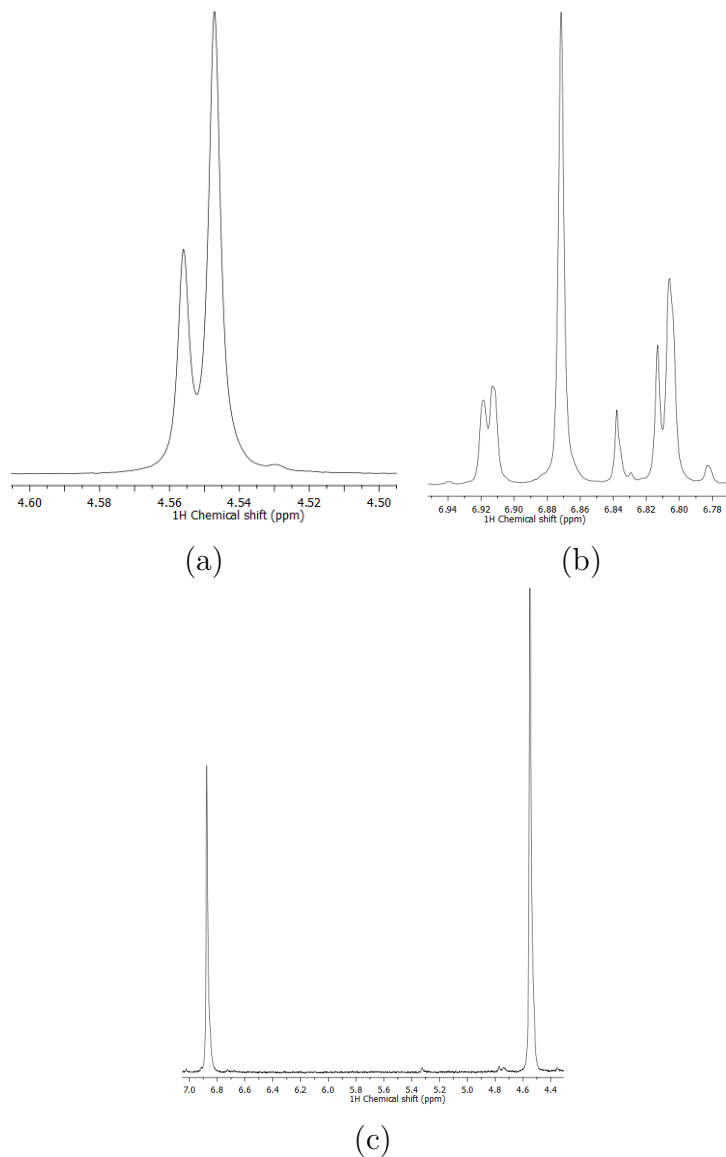 4.60 4.58 4.56 4.54 4.52 4.50
1H Chemical shift (ppm)
(a)
6.94 6.92 6.90 6.88 6.86 6.84 6.82 6.80 6.78
1H Chemical shift (ppm)
(b)
7.0 6.8 6.6 6.4 6.2 6.0 5.8 5.6 5.4 5.2 5.0 4.8 4.6 4.4
1H Chemical shift (ppm)
(c)